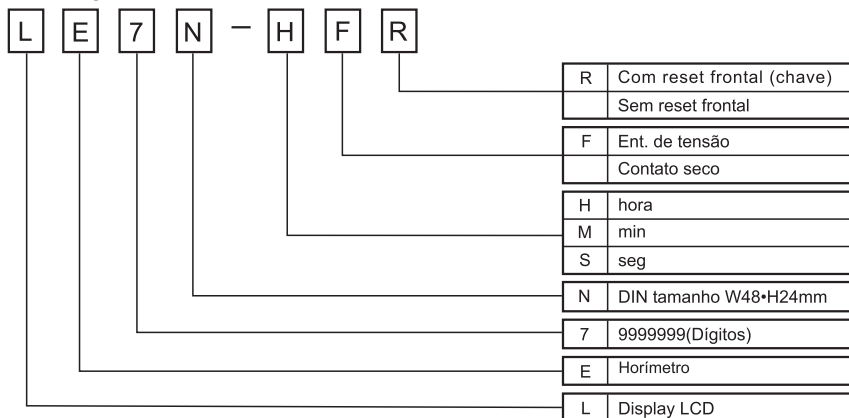 L E 7 N - H F R
R Com reset frontal (chave)
Sem reset frontal
F Ent. de tensão
Contato seco
H hora
M min
S seg
N DIN tamanho W48•H24mm
7 9999999(Dígitos)
E Horímetro
L Display LCD